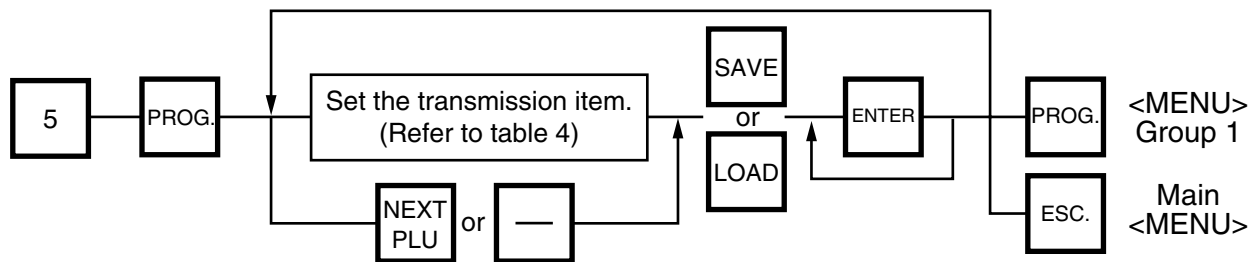 5
PROG.
Set the transmission item.
(Refer to table 4)
NEXT
PLU
or
—
SAVE
or
LOAD
ENTER
PROG.
<MENU>
Group 1
ESC.
Main
<MENU>